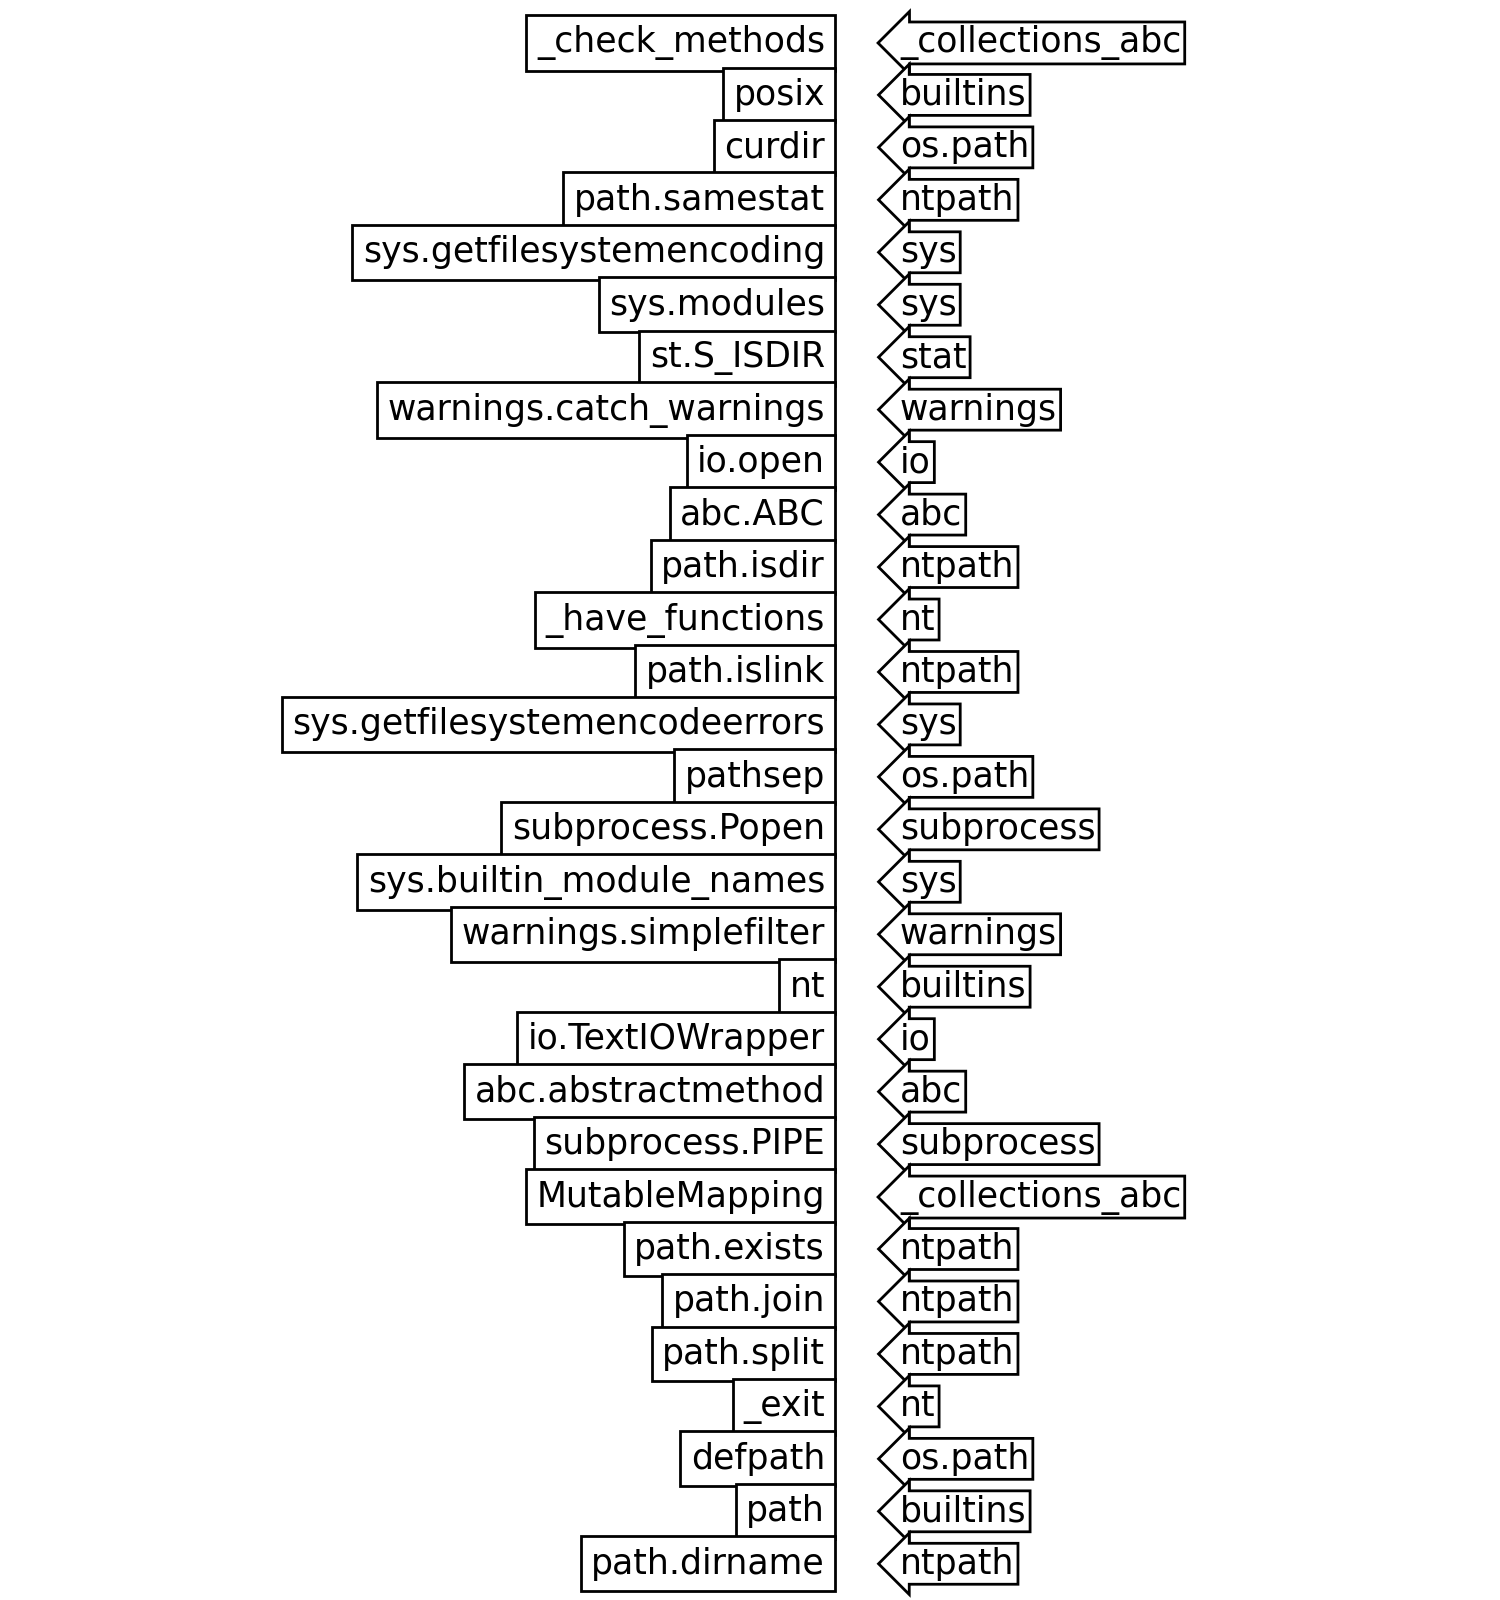 _check_methods _collections_abc
posix builtins
curdir os.path
path.samestat ntpath
sys.getfilesystemencoding sys
sys.modules sys
st.S_ISDIR stat
warnings.catch_warnings warnings
io.open io
abc.ABC abc
path.isdir ntpath
_have_functions nt
path.islink ntpath
sys.getfilesystemencodeerrors sys
pathsep os.path
subprocess.Popen subprocess
sys.builtin_module_names sys
warnings.simplefilter warnings
nt builtins
io.TextIOWrapper io
abc.abstractmethod abc
subprocess.PIPE subprocess
MutableMapping _collections_abc
path.exists ntpath
path.join ntpath
path.split ntpath
_exit nt
defpath os.path
path builtins
path.dirname ntpath